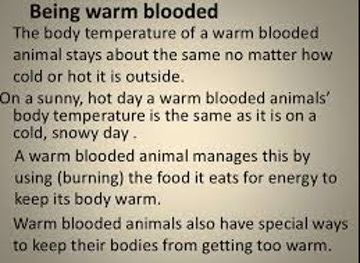 Being warm blooded
The body temperature of a warm blooded
animal stays about the same no matter how
cold or hot it is outside.
On a sunny, hot day a warm blooded animals'
body temperature is the same as it is on a
cold, snowy day .
A warm blooded animal manages this by
using (burning) the food it eats for energy to
keep its body warm.
Warm blooded animals also have special ways
to keep their bodies from getting too warm.